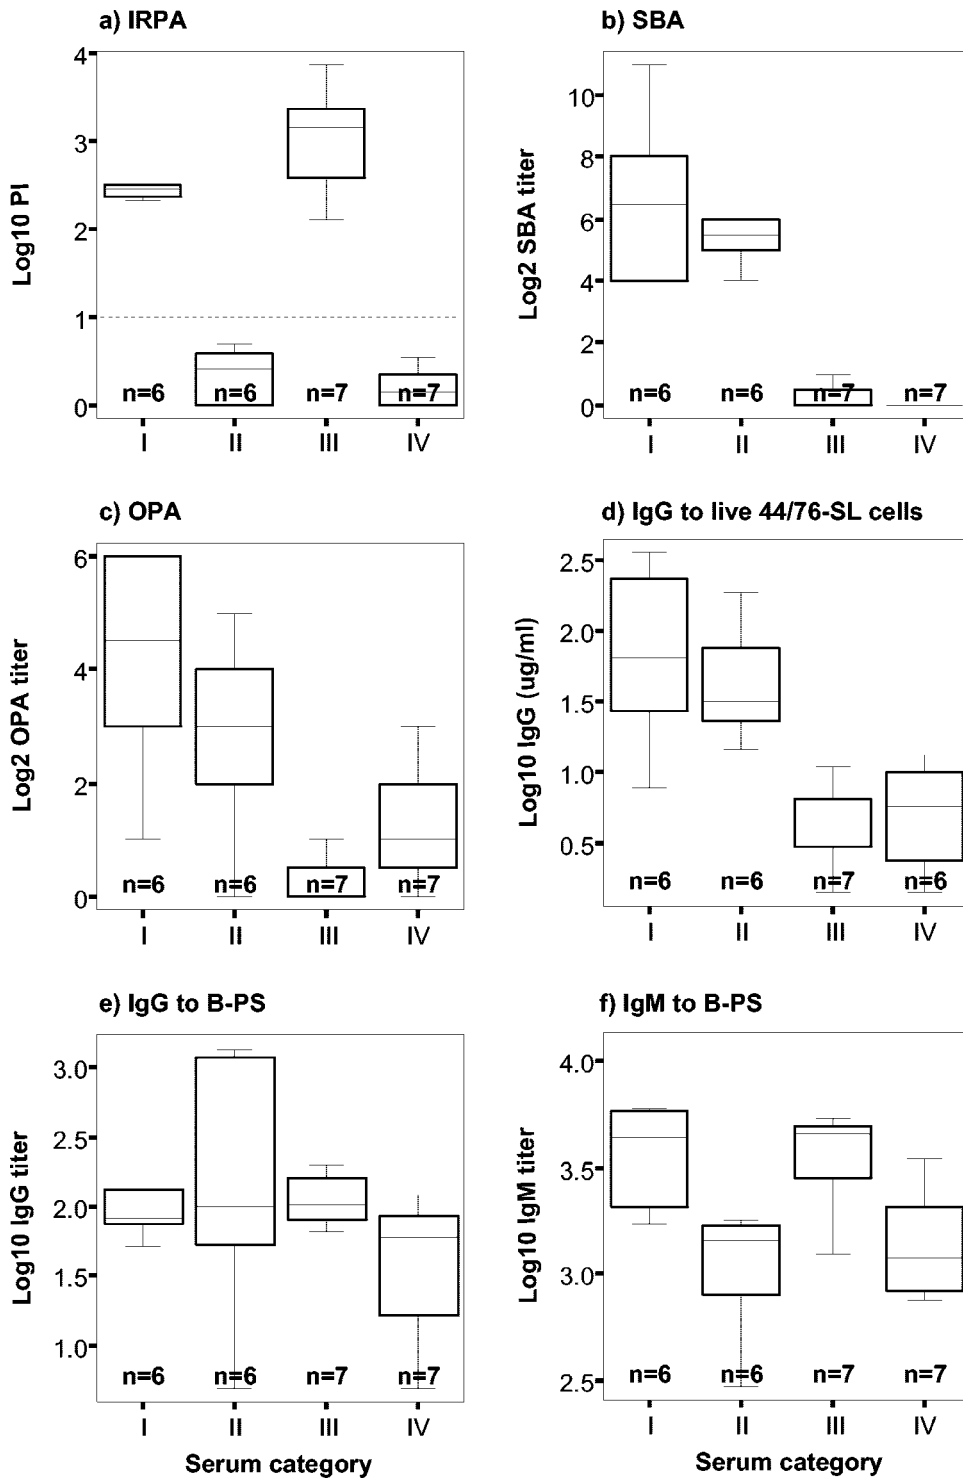 a) IRPA
4
3
2
1
0
Log10 PI
n=6 n=6 n=7 n=7
I II III IV
b) SBA
10
8
6
4
2
0
Log2 SBA titer
n=6 n=6 n=7 n=7
I II III IV
c) OPA
6
4
2
0
Log2 OPA titer
n=6 n=6 n=7 n=7
I II III IV
d) IgG to live 44/76-SL cells
2.5
2.0
1.5
1.0
0.5
Log10 IgG (ug/ml)
n=6 n=6 n=7 n=6
I II III IV
e) IgG to B-PS
3.0
2.5
2.0
1.5
1.0
Log10 IgG titer
n=6 n=6 n=7 n=7
I II III IV
Serum category
f) IgM to B-PS
4.0
3.5
3.0
2.5
Log10 IgM titer
n=6 n=6 n=7 n=7
I II III IV
Serum category